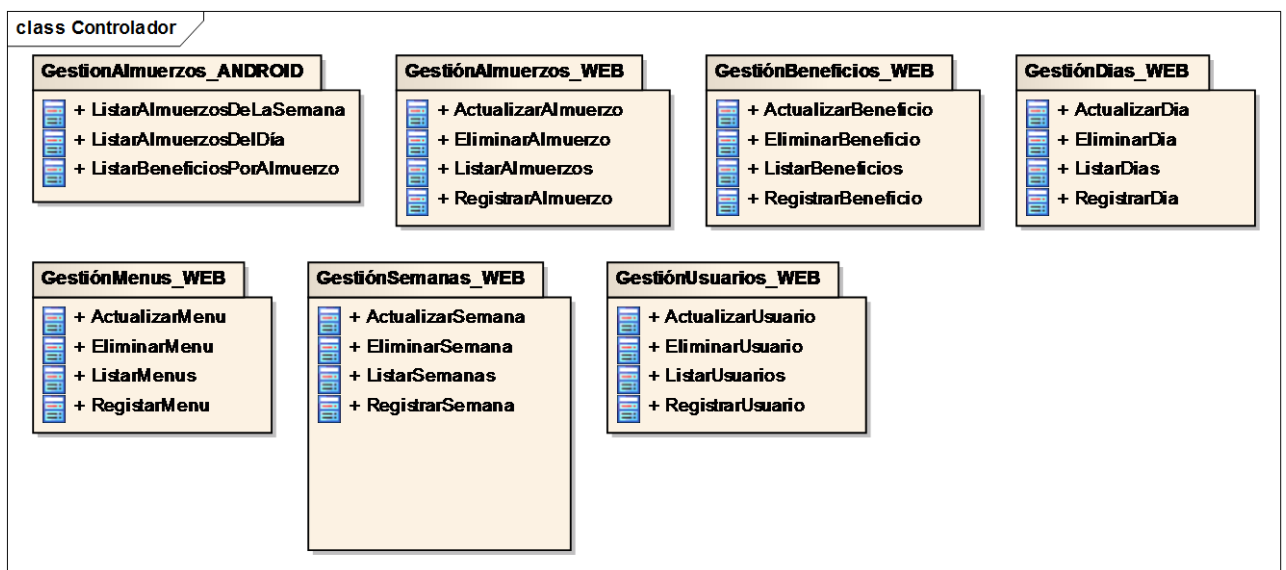 class Controlador
GestionAlmuerzos_ANDROID
+ ListarAlmuerzosDeLaSemana
+ ListarAlmuerzosDelDía
+ ListarBeneficiosPorAlmuerzo
GestiónAlmuerzos_WEB
+ ActualizarAlmuerzo
+ EliminarAlmuerzo
+ ListarAlmuerzos
+ RegistrarAlmuerzo
GestiónBeneficios_WEB
+ ActualizarBeneficio
+ EliminarBeneficio
+ ListarBeneficios
+ RegistrarBeneficio
GestiónDias_WEB
+ ActualizarDia
+ EliminarDia
+ ListarDias
+ RegistrarDia
GestiónMenus_WEB
+ ActualizarMenu
+ EliminarMenu
+ ListarMenus
+ RegistarMenu
GestiónSemanas_WEB
+ ActualizarSemana
+ EliminarSemana
+ ListarSemanas
+ RegistrarSemana
GestiónUsuarios_WEB
+ ActualizarUsuario
+ EliminarUsuario
+ ListarUsuarios
+ RegistrarUsuario